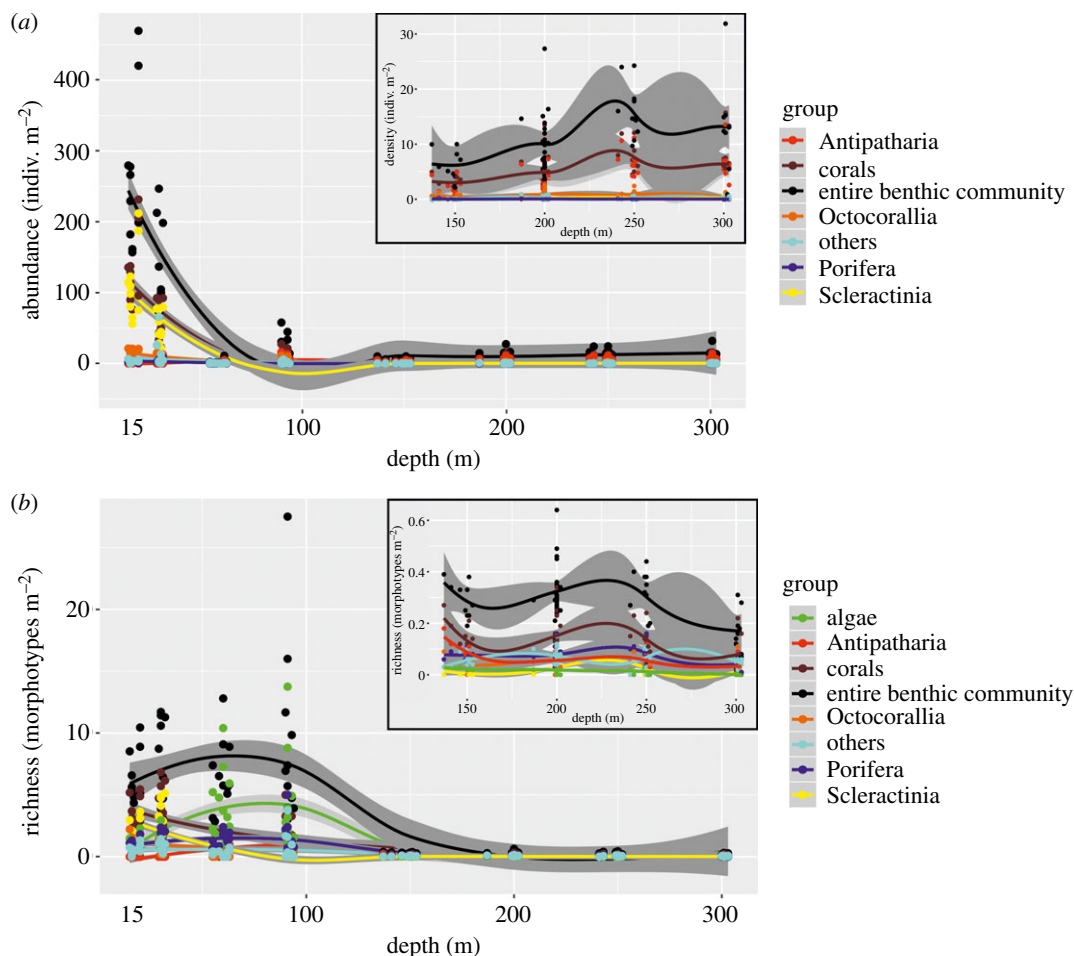 (a)
abundance (indiv. m⁻²)
400
300
200
100
0
15
100
200
300
depth (m)
density (indiv. m⁻²)
30
20
10
0
150
200
250
300
depth (m)
group
Antipatharia
corals
entire benthic community
Octocorallia
others
Porifera
Scleractinia
(b)
richness (morphotypes m⁻²)
20
10
0
15
100
200
300
depth (m)
richness (morphotypes m⁻²)
0.6
0.4
0.2
0
150
200
250
300
depth (m)
group
algae
Antipatharia
corals
entire benthic community
Octocorallia
others
Porifera
Scleractinia